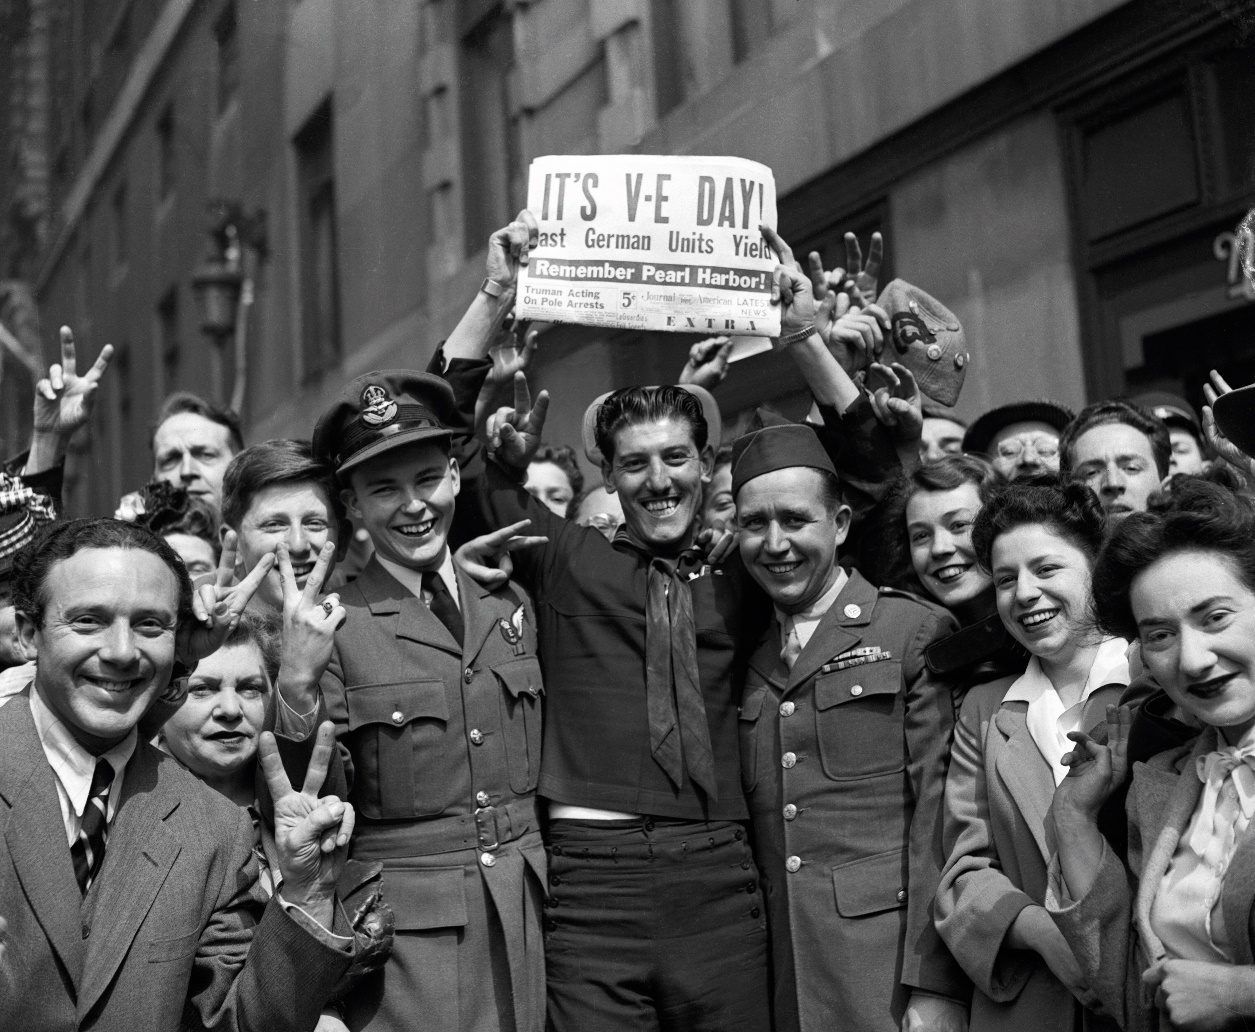 IT'S V-E DAY!
ast German Units Yield
Remember Pearl Harbor!
Truman Acting
On Pole Arrests
5¢
Journal American
LATEST
NEWS
EXTRA